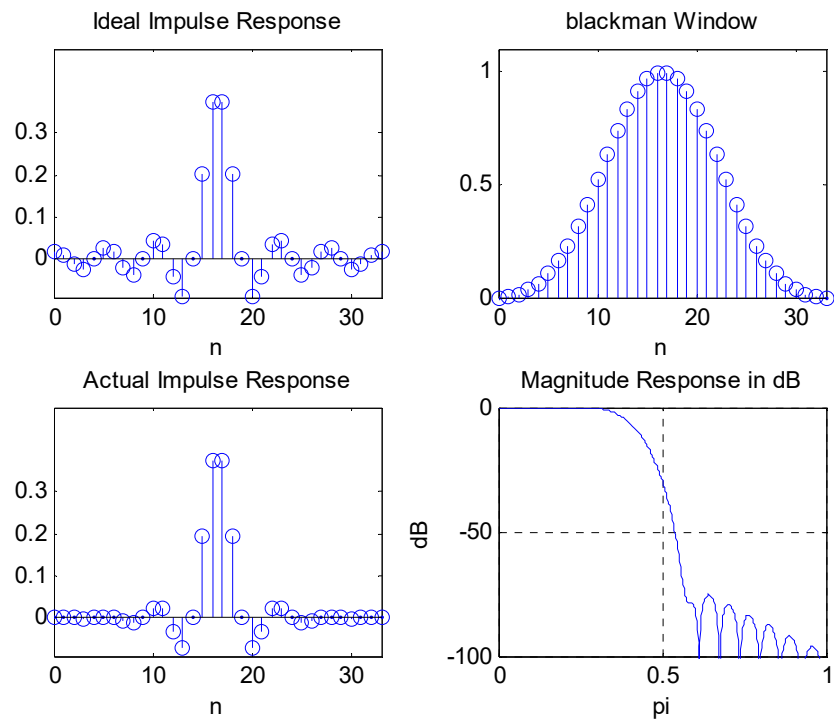 Ideal Impulse Response
0.3
0.2
0.1
0
0 10 20 30
n
blackman Window
1
0.5
0
0 10 20 30
n
Actual Impulse Response
0.3
0.2
0.1
0
0 10 20 30
n
Magnitude Response in dB
0
-50
-100
dB
0 0.5 1
pi